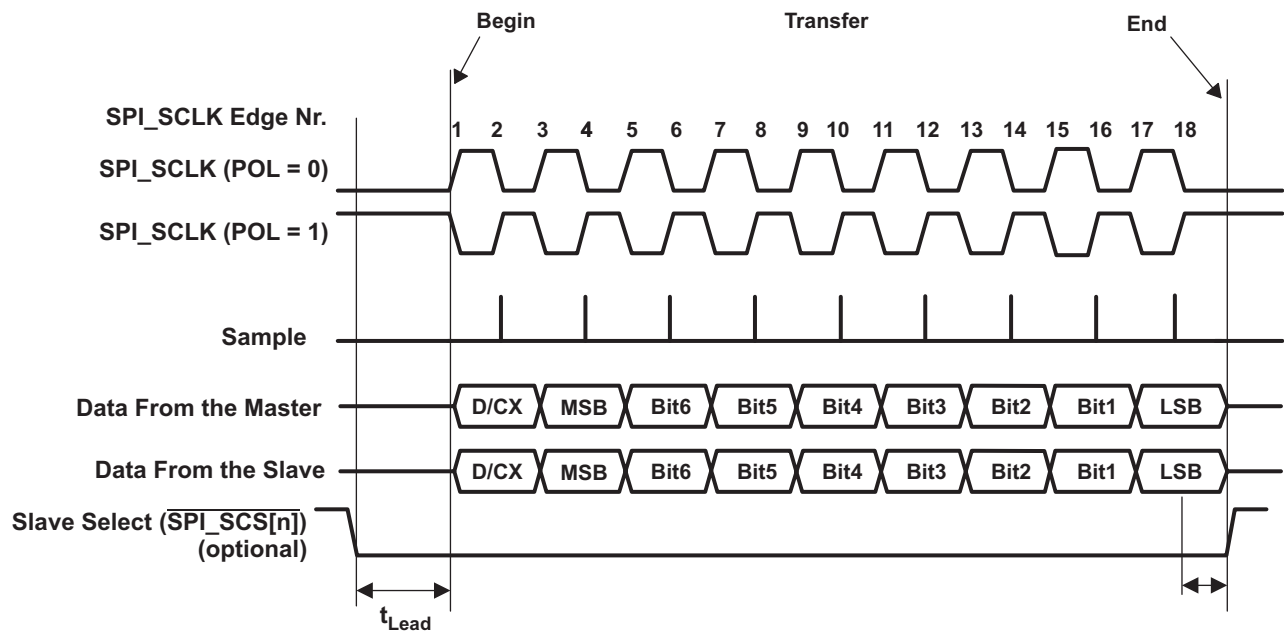 Begin Transfer End
SPI_SCLK Edge Nr.
1 2 3 4 5 6 7 8 9 10 11 12 13 14 15 16 17 18
SPI_SCLK (POL = 0)
SPI_SCLK (POL = 1)
Sample
Data From the Master D/CX MSB Bit6 Bit5 Bit4 Bit3 Bit2 Bit1 LSB
Data From the Slave D/CX MSB Bit6 Bit5 Bit4 Bit3 Bit2 Bit1 LSB
Slave Select (SPI_SCS[n])
(optional)
tLead